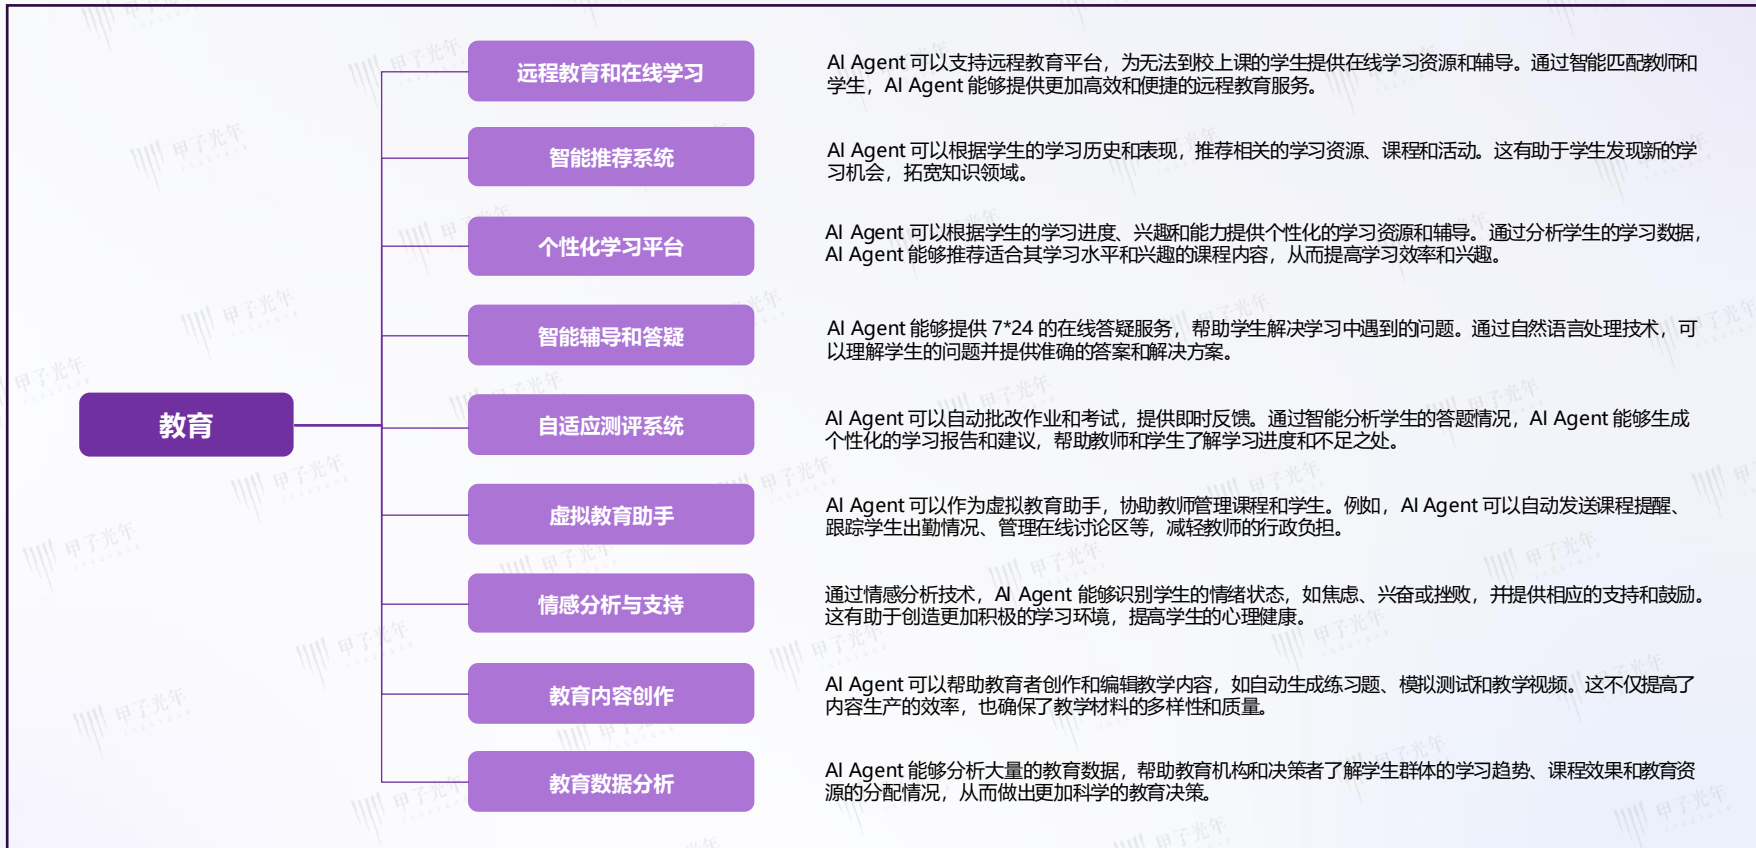 远程教育和在线学习
AI Agent 可以支持远程教育平台，为无法到校上课的学生提供在线学习资源和辅导。通过智能匹配教师和
学生，AI Agent 能够提供更加高效和便捷的远程教育服务。
智能推荐系统
AI Agent 可以根据学生的学习历史和表现，推荐相关的学习资源、课程和活动。这有助于学生发现新的学
习机会，拓宽知识领域。
个性化学习平台
AI Agent 可以根据学生的学习进度、兴趣和能力提供个性化的学习资源和辅导。通过分析学生的学习数据，
AI Agent 能够推荐适合其学习水平和兴趣的课程内容，从而提高学习效率和兴趣。
智能辅导和答疑
AI Agent 能够提供 7*24 的在线答疑服务，帮助学生解决学习中遇到的问题。通过自然语言处理技术，可
以理解学生的问题并提供准确的答案和解决方案。
教育
自适应测评系统
AI Agent 可以自动批改作业和考试，提供即时反馈。通过智能分析学生的答题情况，AI Agent 能够生成
个性化的学习报告和建议，帮助教师和学生了解学习进度和不足之处。
虚拟教育助手
AI Agent 可以作为虚拟教育助手，协助教师管理课程和学生。例如，AI Agent 可以自动发送课程提醒、
跟踪学生出勤情况、管理在线讨论区等，减轻教师的行政负担。
情感分析与支持
通过情感分析技术，AI Agent 能够识别学生的情绪状态，如焦虑、兴奋或挫败，并提供相应的支持和鼓励。
这有助于创造更加积极的学习环境，提高学生的心理健康。
教育内容创作
AI Agent 可以帮助教育者创作和编辑教学内容，如自动生成练习题、模拟测试和教学视频。这不仅提高了
内容生产的效率，也确保了教学材料的多样性和质量。
教育数据分析
AI Agent 能够分析大量的教育数据，帮助教育机构和决策者了解学生群体的学习趋势、课程效果和教育资
源的分配情况，从而做出更加科学的教育决策。
甲子光年